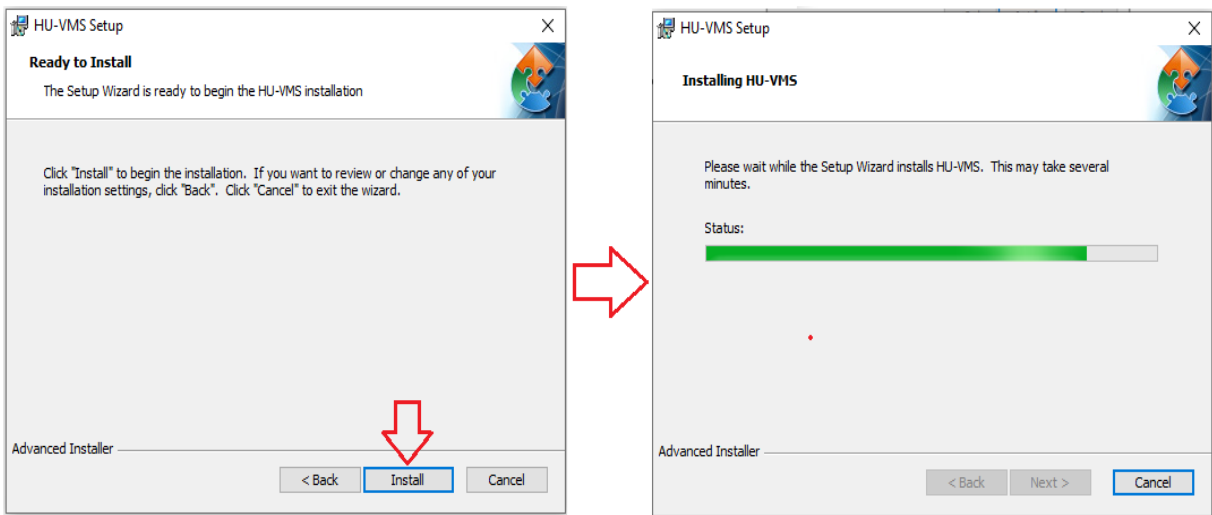 HU-VMS Setup
Ready to Install
The Setup Wizard is ready to begin the HU-VMS installation
Click "Install" to begin the installation. If you want to review or change any of your
installation settings, click "Back". Click "Cancel" to exit the wizard.
Advanced Installer
< Back Install Cancel
HU-VMS Setup
Installing HU-VMS
Please wait while the Setup Wizard installs HU-VMS. This may take several
minutes.
Status:
Advanced Installer
< Back Next > Cancel